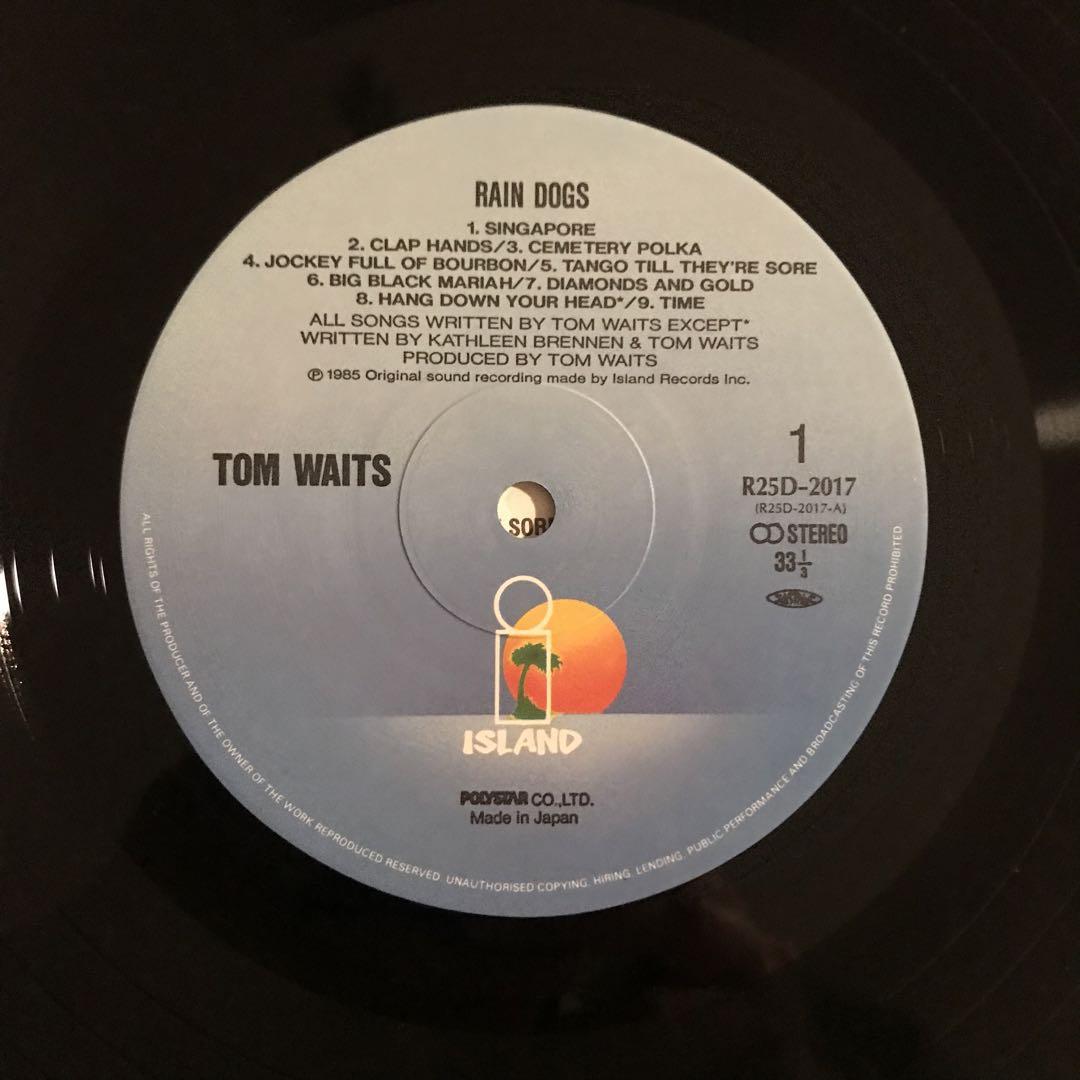 RAIN DOGS
1. SINGAPORE
2. CLAP HANDS/3. CEMETERY POLKA
4. JOCKEY FULL OF BOURBON/5. TANGO TILL THEY'RE SORE
6. BIG BLACK MARIAH/7. DIAMONDS AND GOLD
8. HANG DOWN YOUR HEAD*/9. TIME
ALL SONGS WRITTEN BY TOM WAITS EXCEPT*
WRITTEN BY KATHLEEN BRENNEN & TOM WAITS
PRODUCED BY TOM WAITS
℗ 1985 Original sound recording made by Island Records Inc.
TOM WAITS
1
R25D-2017
(R25D-2017-A)
STEREO
33 1/3
SOR
i
ISLAND
POLYSTAR CO.,LTD.
Made in Japan
ALL RIGHTS OF THE PRODUCER AND OF THE OWNER OF THE WORK REPRODUCED RESERVED. UNAUTHORISED COPYING. HIRING. LENDING. PUBLIC PERFORMANCE AND BROADCASTING OF THIS RECORD PROHIBITED